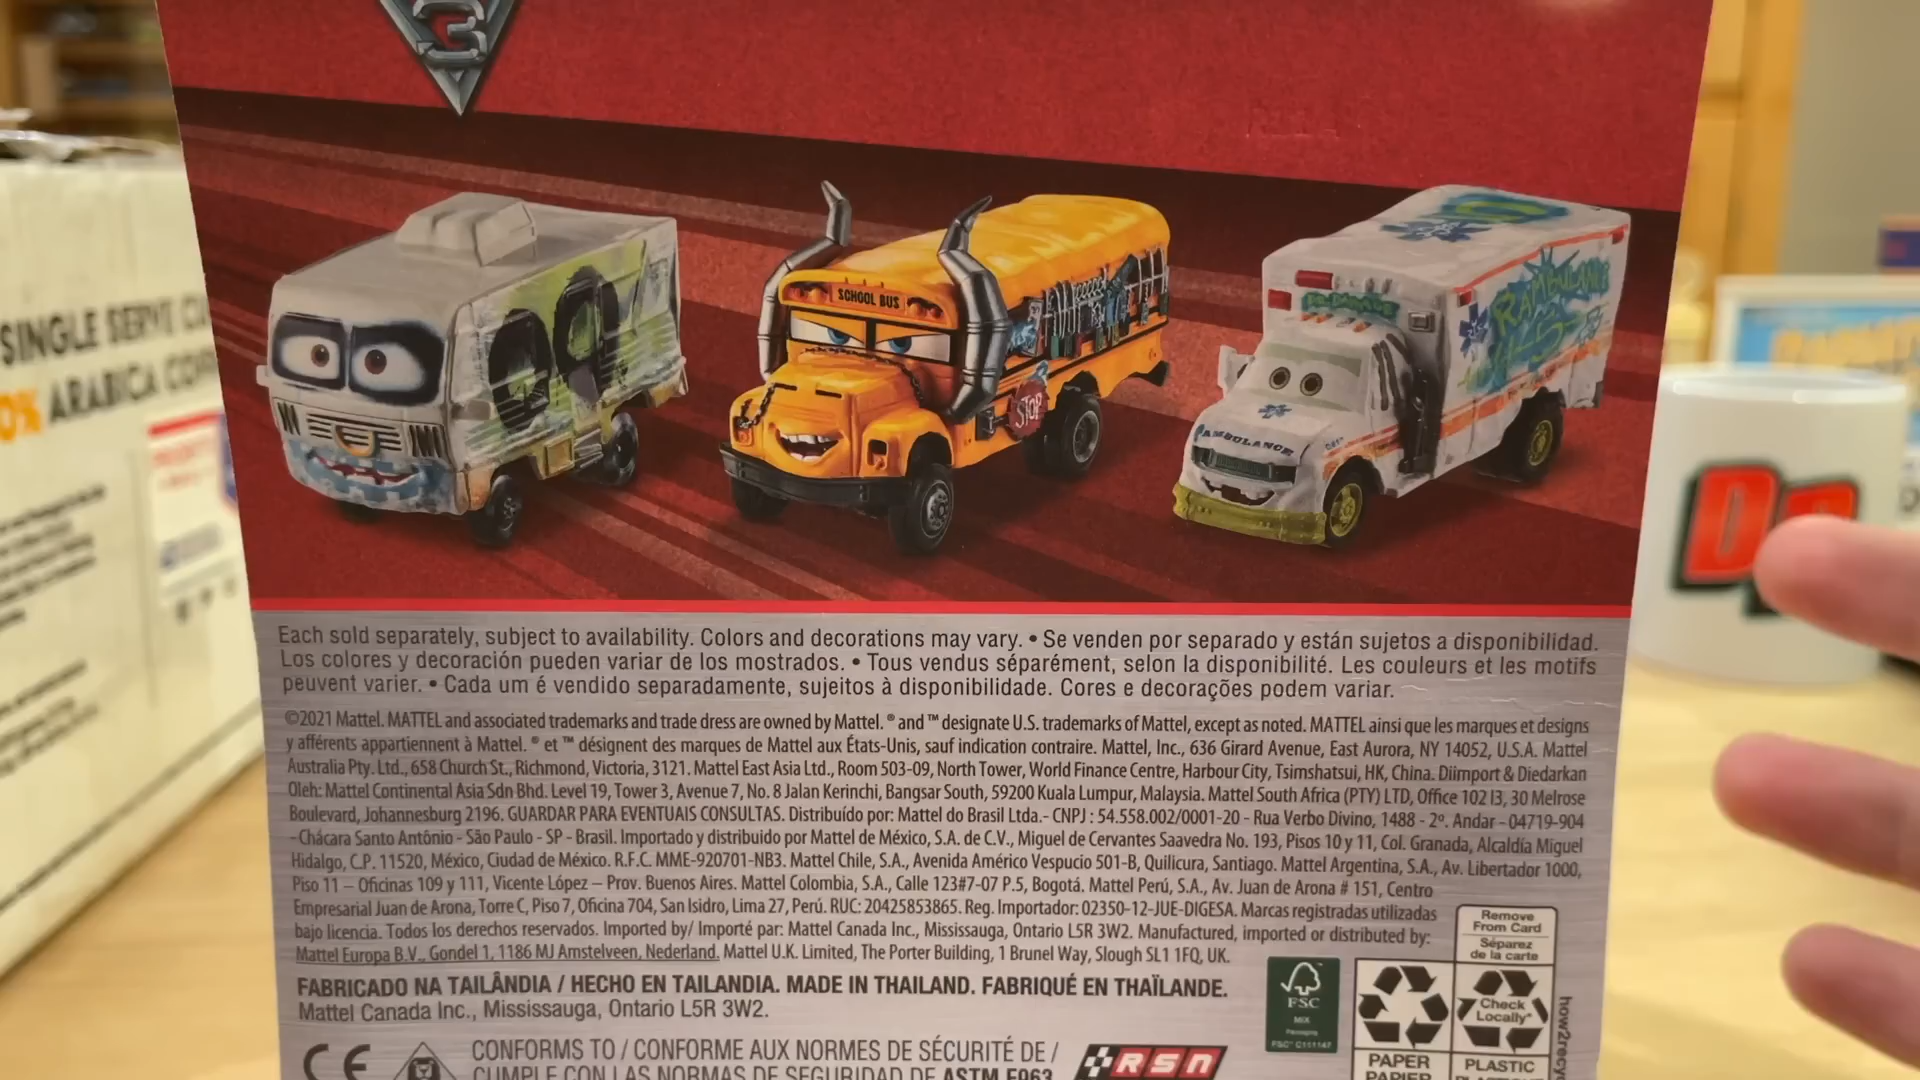 3
SINGLE SERVE
0% ARABICA
SCHOOL BUS
STOP
RAMBULANCE
AMBULANCE
Each sold separately, subject to availability. Colors and decorations may vary. • Se venden por separado y están sujetos a disponibilidad.
Los colores y decoración pueden variar de los mostrados. • Tous vendus séparément, selon la disponibilité. Les couleurs et les motifs
peuvent varier. • Cada um é vendido separadamente, sujeitos à disponibilidade. Cores e decorações podem variar.
©2021 Mattel. MATTEL and associated trademarks and trade dress are owned by Mattel. ® and ™ designate U.S. trademarks of Mattel, except as noted. MATTEL ainsi que les marques et designs
y afférents appartiennent à Mattel. ® et ™ désignent des marques de Mattel aux États-Unis, sauf indication contraire. Mattel, Inc., 636 Girard Avenue, East Aurora, NY 14052, U.S.A. Mattel
Australia Pty. Ltd., 658 Church St., Richmond, Victoria, 3121. Mattel East Asia Ltd., Room 503-09, North Tower, World Finance Centre, Harbour City, Tsimshatsui, HK, China. Diimport & Diedarkan
Oleh: Mattel Continental Asia Sdn Bhd. Level 19, Tower 3, Avenue 7, No. 8 Jalan Kerinchi, Bangsar South, 59200 Kuala Lumpur, Malaysia. Mattel South Africa (PTY) LTD, Office 102 I3, 30 Melrose
Boulevard, Johannesburg 2196. GUARDAR PARA EVENTUAIS CONSULTAS. Distribuído por: Mattel do Brasil Ltda.- CNPJ : 54.558.002/0001-20 - Rua Verbo Divino, 1488 - 2º. Andar - 04719-904
- Chácara Santo Antônio - São Paulo - SP - Brasil. Importado y distribuido por Mattel de México, S.A. de C.V., Miguel de Cervantes Saavedra No. 193, Pisos 10 y 11, Col. Granada, Alcaldía Miguel
Hidalgo, C.P. 11520, México, Ciudad de México. R.F.C. MME-920701-NB3. Mattel Chile, S.A., Avenida Américo Vespucio 501-B, Quilicura, Santiago. Mattel Argentina, S.A., Av. Libertador 1000,
Piso 11 – Oficinas 109 y 111, Vicente López – Prov. Buenos Aires. Mattel Colombia, S.A., Calle 123#7-07 P.5, Bogotá. Mattel Perú, S.A., Av. Juan de Arona # 151, Centro
Empresarial Juan de Arona, Torre C, Piso 7, Oficina 704, San Isidro, Lima 27, Perú. RUC: 20425853865. Reg. Importador: 02350-12-JUE-DIGESA. Marcas registradas utilizadas
bajo licencia. Todos los derechos reservados. Imported by/ Importé par: Mattel Canada Inc., Mississauga, Ontario L5R 3W2. Manufactured, imported or distributed by:
Mattel Europa B.V., Gondel 1, 1186 MJ Amstelveen, Nederland. Mattel U.K. Limited, The Porter Building, 1 Brunel Way, Slough SL1 1FQ, UK.
FABRICADO NA TAILÂNDIA / HECHO EN TAILANDIA. MADE IN THAILAND. FABRIQUÉ EN THAÏLANDE.
Mattel Canada Inc., Mississauga, Ontario L5R 3W2.
CE
CONFORMS TO / CONFORME AUX NORMES DE SÉCURITÉ DE /
CUMPLE CON LAS NORMAS DE SEGURIDAD DE ASTM F963
RSN
FSC
MIX
FSC® C111147
Remove
From Card
Séparez
de la carte
Check
Locally*
PAPER
PAPIER
PLASTIC
how2recyc